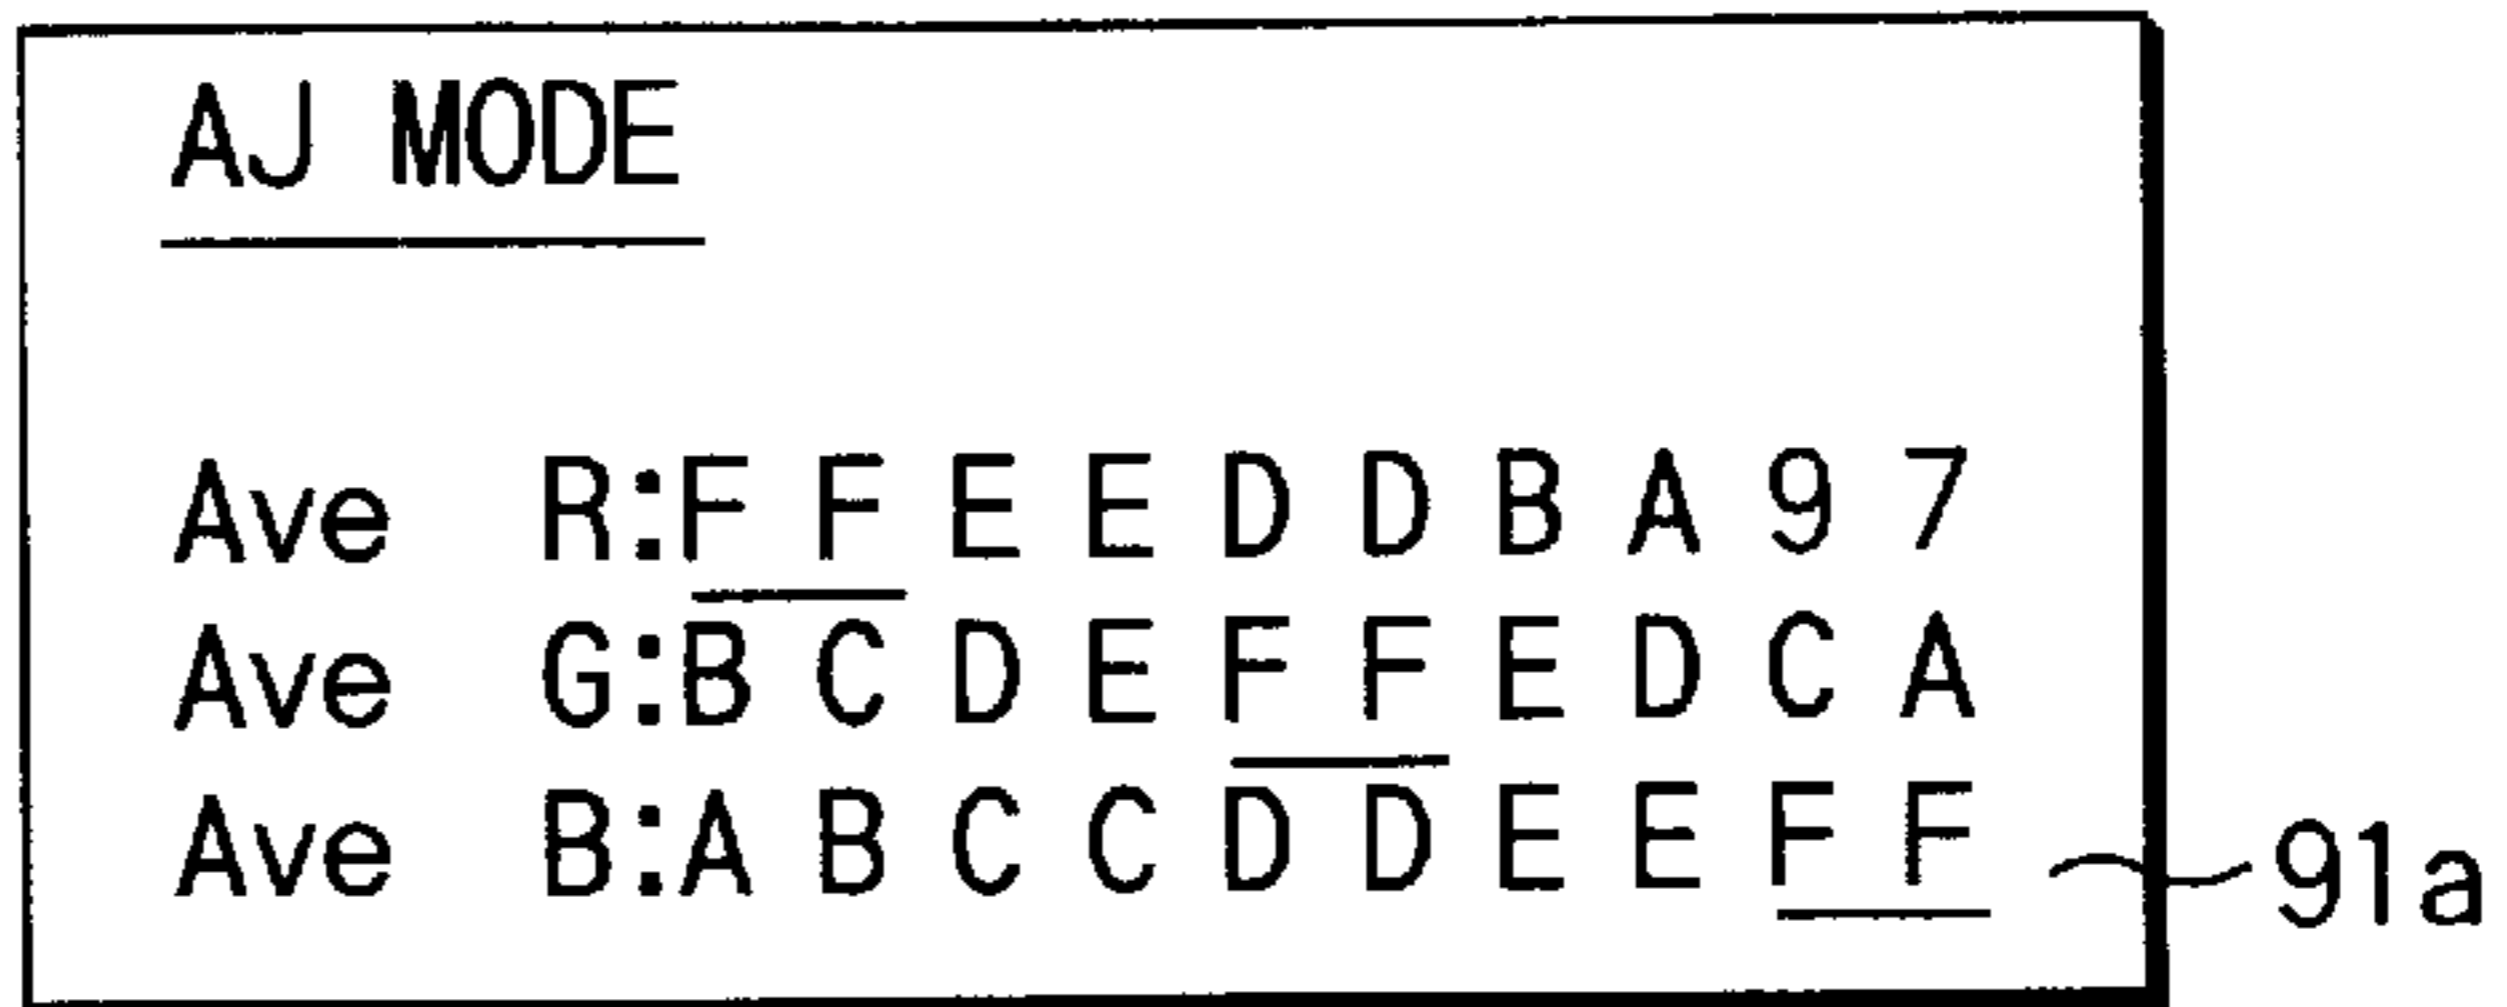 AJ MODE
Ave R:F F E E D D B A 9 7
Ave G:B C D E F F E D C A
Ave B:A B C C D D E E F F
91a